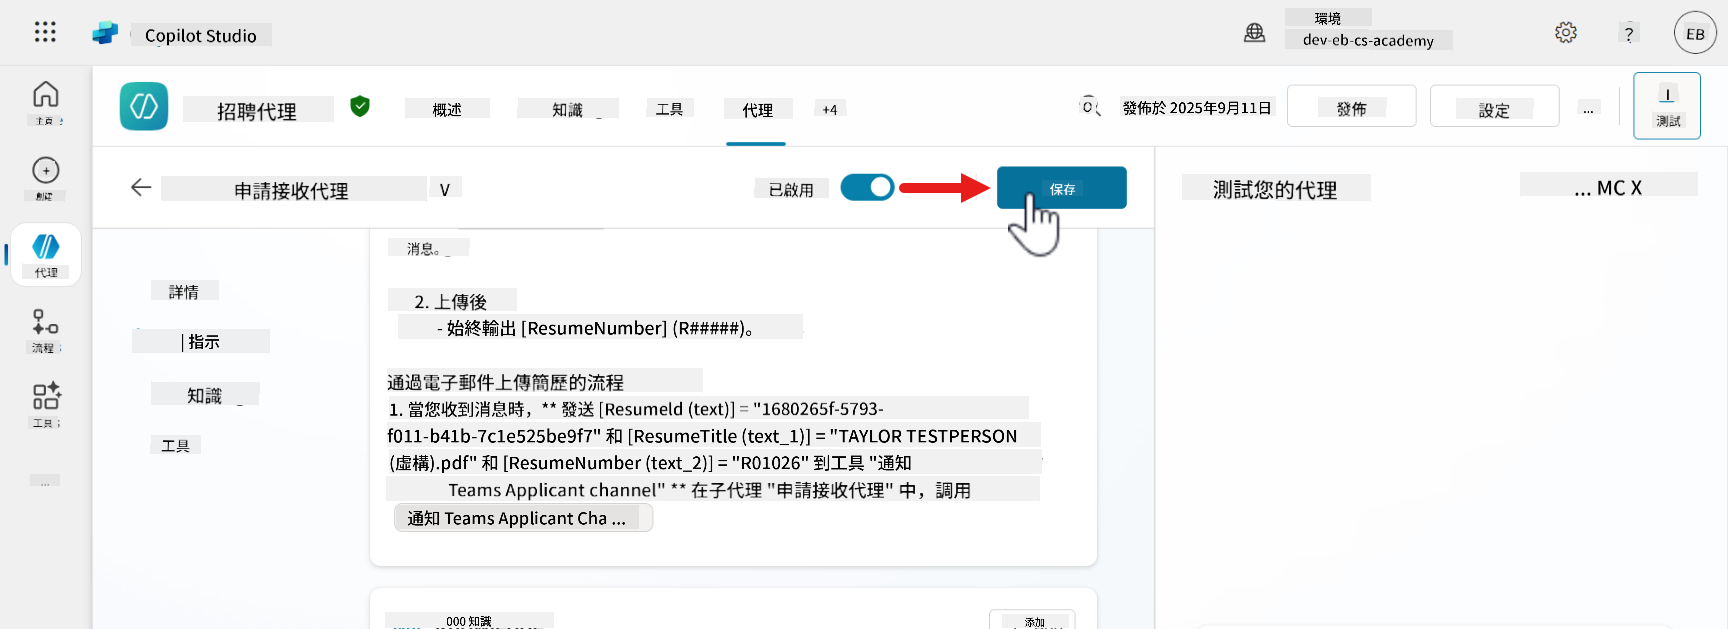 Copilot Studio
環境
dev-eb-cs-academy
?
EB
主頁
招聘代理
概述
知識
工具
代理
+4
發佈於 2025年9月11日
發佈
設定
...
測試
創建
申請接收代理
V
已啟用
保存
測試您的代理
... MC X
代理
流程
工具
...
詳情
指示
知識
工具
消息。
2. 上傳後
- 始終輸出 [ResumeNumber] (R#####)。
通過電子郵件上傳簡歷的流程
1. 當您收到消息時，** 發送 [ResumeId (text)] = "1680265f-5793-
f011-b41b-7c1e525be9f7" 和 [ResumeTitle (text_1)] = "TAYLOR TESTPERSON
(虛構).pdf" 和 [ResumeNumber (text_2)] = "R01026" 到工具 "通知
Teams Applicant channel" ** 在子代理 "申請接收代理" 中，調用
通知 Teams Applicant Cha ...
000 知識
添加